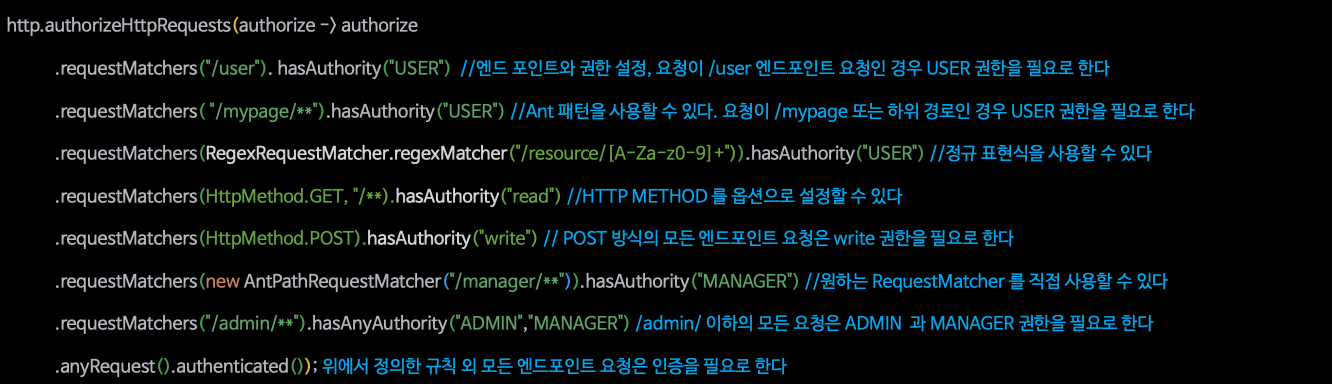 http.authorizeHttpRequests(authorize -> authorize
.requestMatchers("/user"). hasAuthority("USER") //엔드 포인트와 권한 설정, 요청이 /user 엔드포인트 요청인 경우 USER 권한을 필요로 한다
.requestMatchers( "/mypage/**").hasAuthority("USER") //Ant 패턴을 사용할 수 있다. 요청이 /mypage 또는 하위 경로인 경우 USER 권한을 필요로 한다
.requestMatchers(RegexRequestMatcher.regexMatcher("/resource/[A-Za-z0-9]+")).hasAuthority("USER") //정규 표현식을 사용할 수 있다
.requestMatchers(HttpMethod.GET, "/**).hasAuthority("read") //HTTP METHOD 를 옵션으로 설정할 수 있다
.requestMatchers(HttpMethod.POST).hasAuthority("write") // POST 방식의 모든 엔드포인트 요청은 write 권한을 필요로 한다
.requestMatchers(new AntPathRequestMatcher("/manager/**")).hasAuthority("MANAGER") //원하는 RequestMatcher 를 직접 사용할 수 있다
.requestMatchers("/admin/**").hasAnyAuthority("ADMIN","MANAGER") /admin/ 이하의 모든 요청은 ADMIN 과 MANAGER 권한을 필요로 한다
.anyRequest().authenticated()); 위에서 정의한 규칙 외 모든 엔드포인트 요청은 인증을 필요로 한다